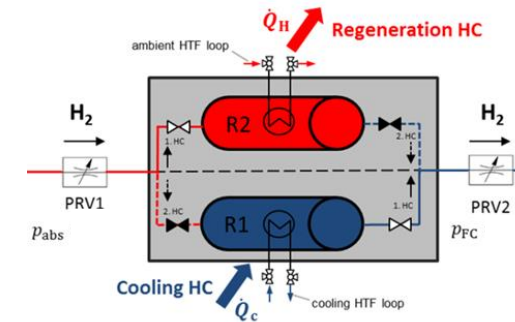 Q̇H
Regeneration HC
ambient HTF loop
H2
R2
2. HC
H2
1. HC
PRV1
2. HC
1. HC
PRV2
pabs
R1
pFC
Cooling HC
Q̇c
cooling HTF loop